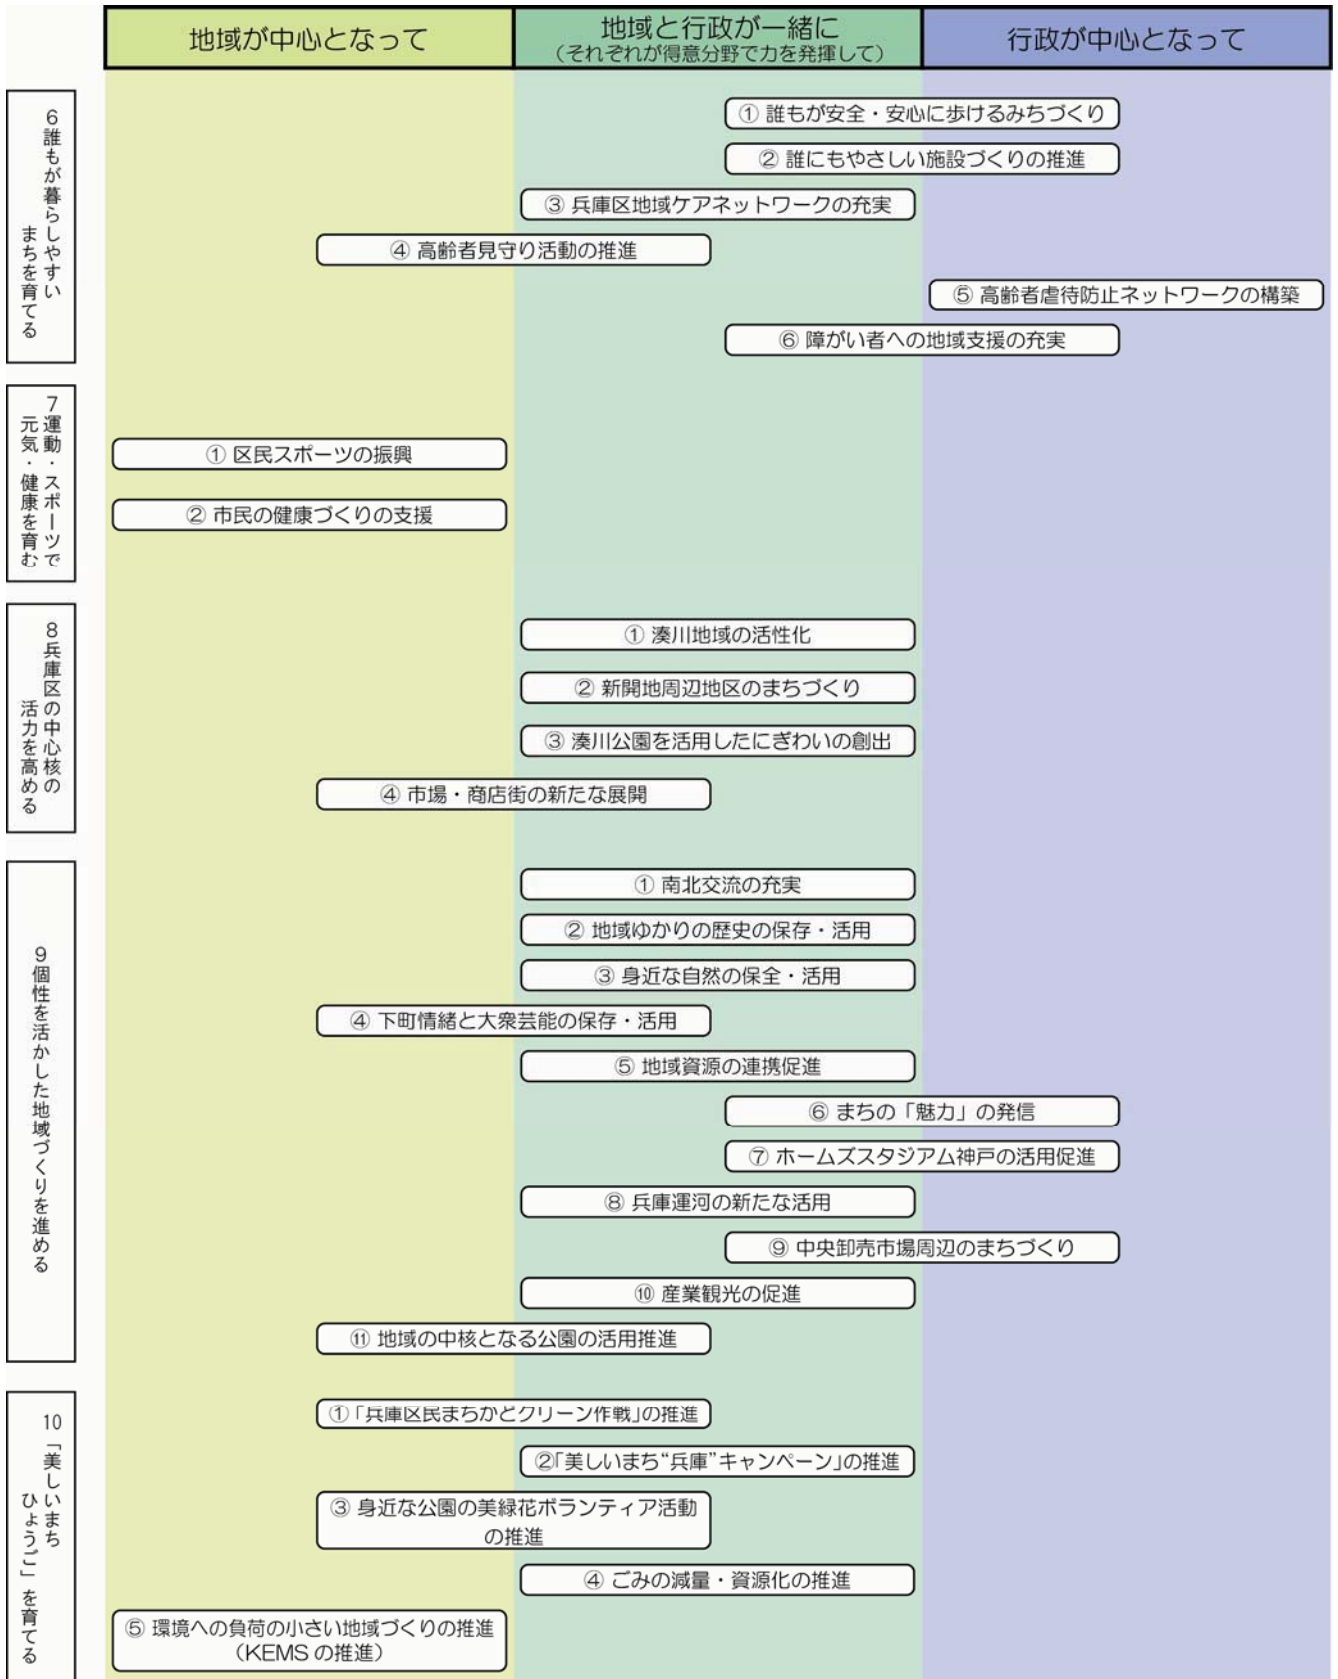 地域が中心となって
地域と行政が一緒に
（それぞれが得意分野で力を発揮して）
行政が中心となって
6 誰もが暮らしやすい
まちを育てる
① 誰もが安全・安心に歩けるみちづくり
② 誰にもやさしい施設づくりの推進
③ 兵庫区地域ケアネットワークの充実
④ 高齢者見守り活動の推進
⑤ 高齢者虐待防止ネットワークの構築
⑥ 障がい者への地域支援の充実
7 運動・スポーツで
元気・健康を育む
① 区民スポーツの振興
② 市民の健康づくりの支援
8 兵庫区の中心核の
活力を高める
① 湊川地域の活性化
② 新開地周辺地区のまちづくり
③ 湊川公園を活用したにぎわいの創出
④ 市場・商店街の新たな展開
9 個性を活かした地域づくりを進める
① 南北交流の充実
② 地域ゆかりの歴史の保存・活用
③ 身近な自然の保全・活用
④ 下町情緒と大衆芸能の保存・活用
⑤ 地域資源の連携促進
⑥ まちの「魅力」の発信
⑦ ホームズスタジアム神戸の活用促進
⑧ 兵庫運河の新たな活用
⑨ 中央卸売市場周辺のまちづくり
⑩ 産業観光の促進
⑪ 地域の中核となる公園の活用推進
10 「美しいまち
ひょうご」を育てる
①「兵庫区民まちかどクリーン作戦」の推進
②「美しいまち“兵庫”キャンペーン」の推進
③ 身近な公園の美緑花ボランティア活動
の推進
④ ごみの減量・資源化の推進
⑤ 環境への負荷の小さい地域づくりの推進
（KEMS の推進）